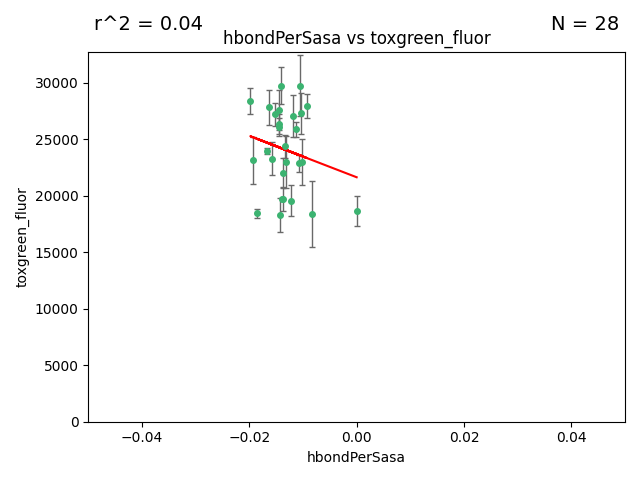 r^2 = 0.04
N = 28
hbondPerSasa vs toxgreen_fluor
30000
25000
20000
15000
10000
5000
0
toxgreen_fluor
−0.04
−0.02
0.00
0.02
0.04
hbondPerSasa